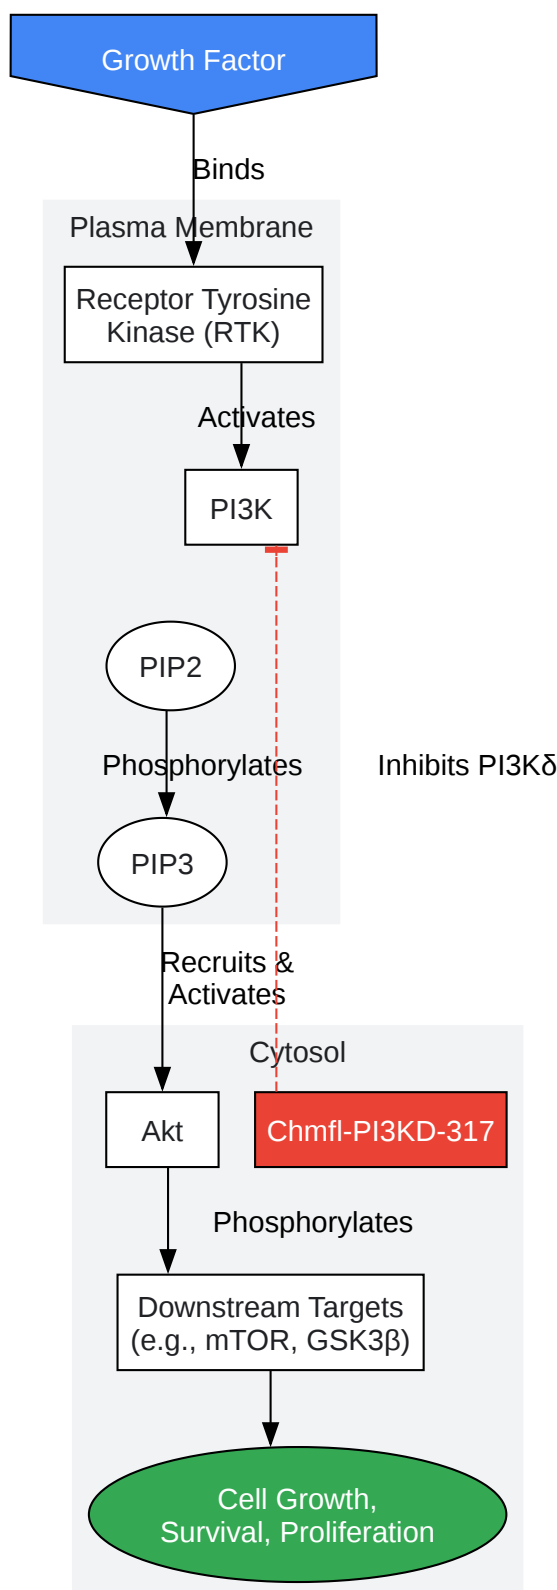 Growth Factor
Binds
Plasma Membrane
Receptor Tyrosine
Kinase (RTK)
Activates
PI3K
PIP2
Phosphorylates
Inhibits PI3Kδ
PIP3
Recruits &
Activates
Cytosol
Akt
Chmfl-PI3KD-317
Phosphorylates
Downstream Targets
(e.g., mTOR, GSK3β)
Cell Growth,
Survival, Proliferation